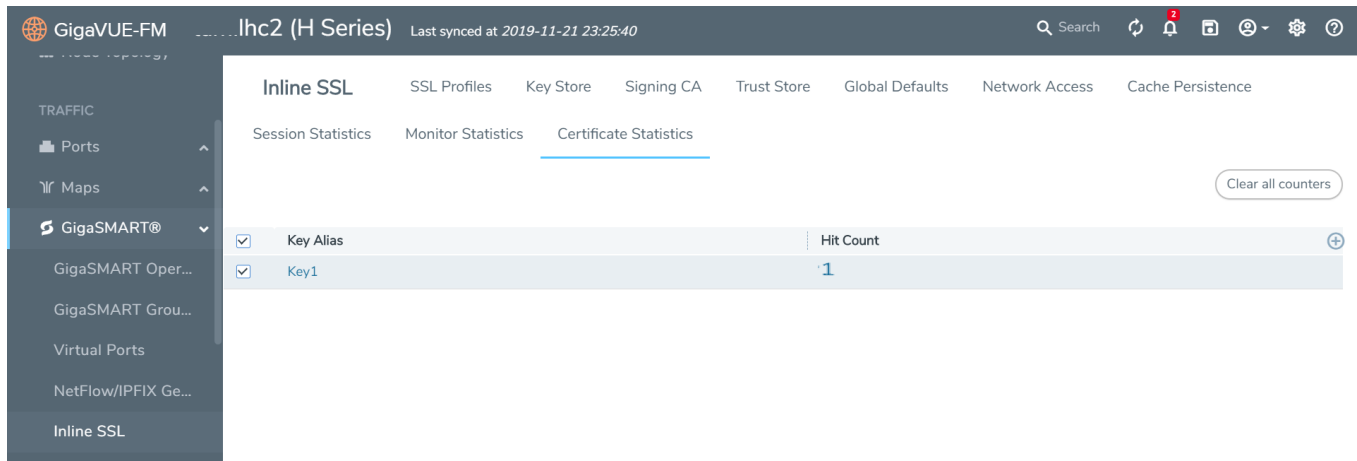 GigaVUE-FM
lhc2 (H Series) Last synced at 2019-11-21 23:25:40
Search
2
TRAFFIC
Ports
Maps
GigaSMART®
GigaSMART Oper...
GigaSMART Grou...
Virtual Ports
NetFlow/IPFIX Ge...
Inline SSL
Inline SSL SSL Profiles Key Store Signing CA Trust Store Global Defaults Network Access Cache Persistence
Session Statistics Monitor Statistics Certificate Statistics
Clear all counters
Key Alias Hit Count
Key1 1